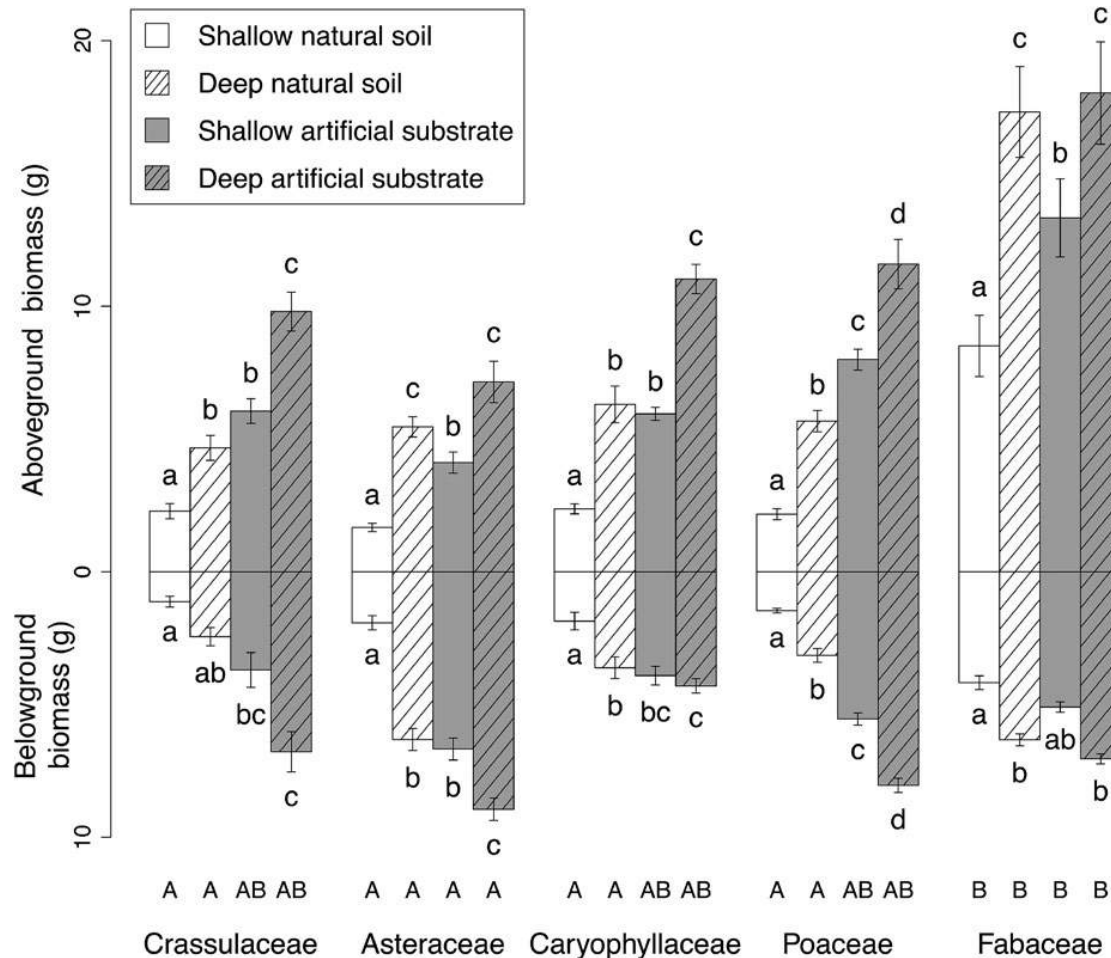 Shallow natural soil
Deep natural soil
Shallow artificial substrate
Deep artificial substrate
Aboveground biomass (g)
Belowground
biomass (g)
20
10
0
10
a b b c
a c b c
a b b c
a b c d
a c b c
a ab bc c
a b b c
a b bc c
a b c d
a b ab b
A A AB AB A A A A A A AB AB A A AB AB B B B B
Crassulaceae Asteraceae Caryophyllaceae Poaceae Fabaceae